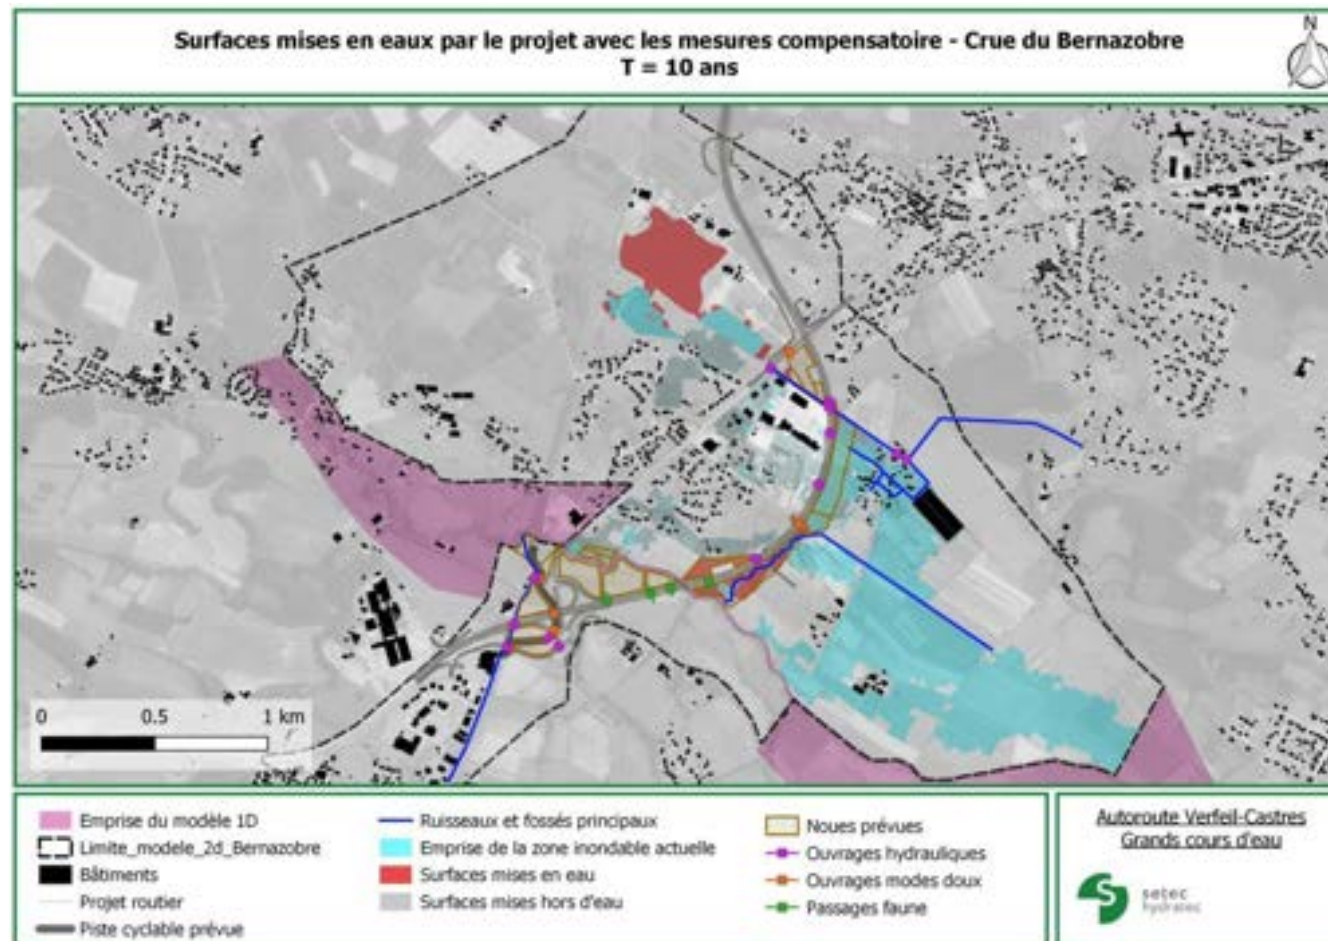 Surfaces mises en eaux par le projet avec les mesures compensatoire - Crue du Bernazobre
T = 10 ans
N
0 0.5 1 km
Emprise du modèle 1D
Limite_modele_2d_Bernazobre
Bâtiments
Projet routier
Piste cyclable prévue
Ruisseaux et fossés principaux
Emprise de la zone inondable actuelle
Surfaces mises en eau
Surfaces mises hors d'eau
Noues prévues
Ouvrages hydrauliques
Ouvrages modes doux
Passages faune
Autoroute Verfeil-Castres
Grands cours d'eau
setec
hydratec